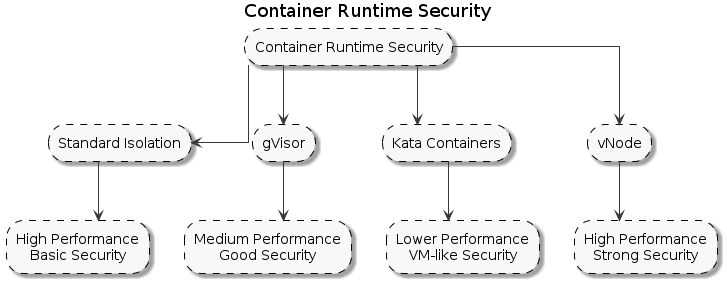 Container Runtime Security
Container Runtime Security
Standard Isolation
gVisor
Kata Containers
vNode
High Performance
Basic Security
Medium Performance
Good Security
Lower Performance
VM-like Security
High Performance
Strong Security